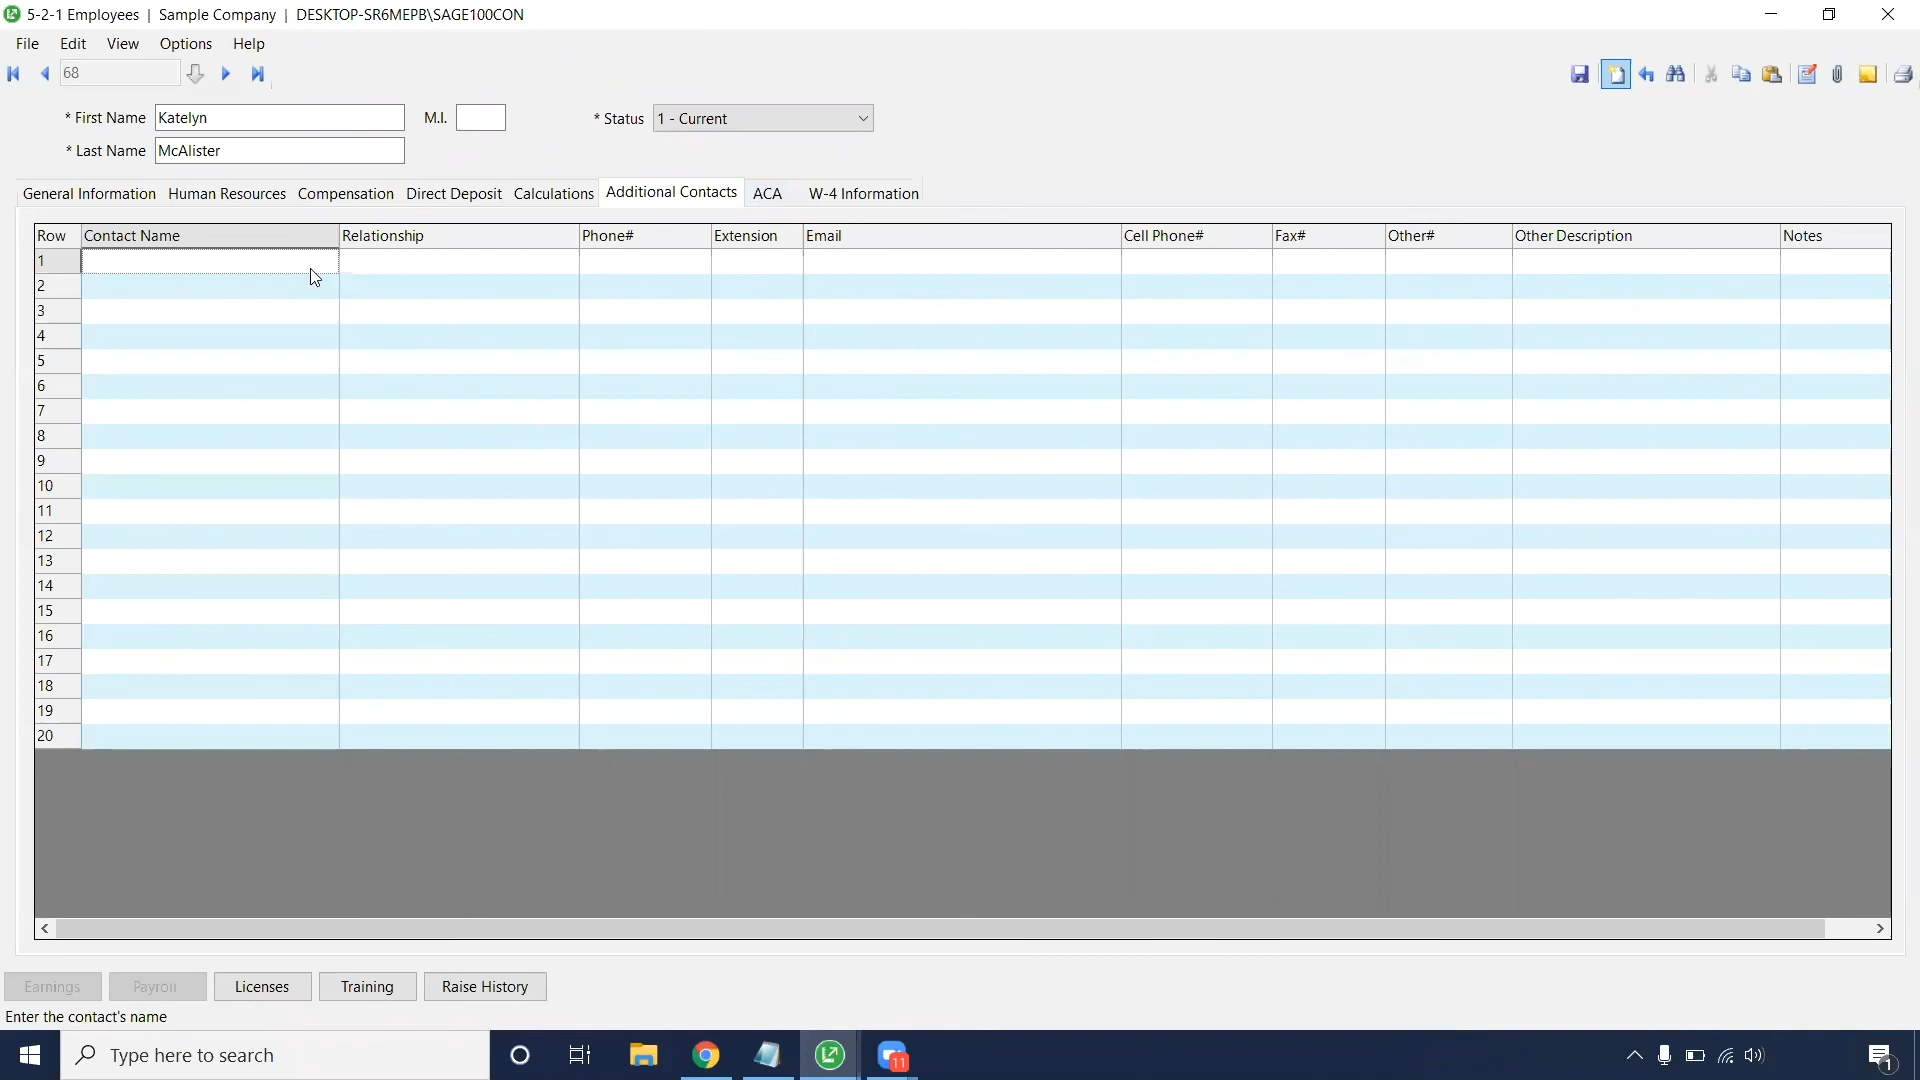 5-2-1 Employees | Sample Company | DESKTOP-SR6MEPB\SAGE100CON
File Edit View Options Help
68
* First Name Katelyn M.I. * Status 1 - Current
* Last Name McAlister
General Information Human Resources Compensation Direct Deposit Calculations Additional Contacts ACA W-4 Information
Row Contact Name Relationship Phone# Extension Email Cell Phone# Fax# Other# Other Description Notes
1
2
3
4
5
6
7
8
9
10
11
12
13
14
15
16
17
18
19
20
Earnings Payroll Licenses Training Raise History
Enter the contact's name
Type here to search 11 1